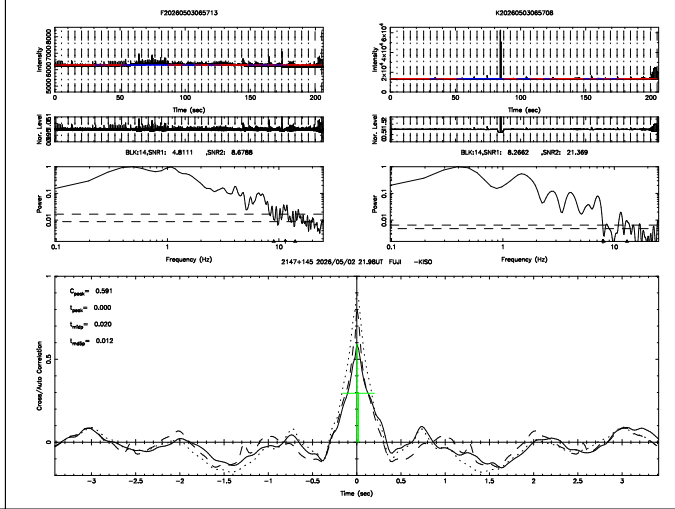 F20260503065713
K20260503065708
Intensity
5000 6000 7000 8000
0 50 100 150 200
Time (sec)
Intensity
0 2×10⁴ 4×10⁴ 6×10⁴
0 50 100 150 200
Time (sec)
Nor. Level
Nor. Level
BLK:14,SNR1: 4.8111 ,SNR2: 8.6788
BLK:14,SNR1: 8.2662 ,SNR2: 21.369
Power
0.01 0.1 1
0.1 1 10
Frequency (Hz)
Power
0.01 0.1 1
0.1 1 10
Frequency (Hz)
2147+145 2026/05/02 21.98UT FUJI -KISO
Cpeak= 0.591
tpeak= 0.000
tmidp= 0.020
tmdlp= 0.012
Cross/Auto Correlation
0 0.5 1
-3 -2.5 -2 -1.5 -1 -0.5 0 0.5 1 1.5 2 2.5 3
Time (sec)